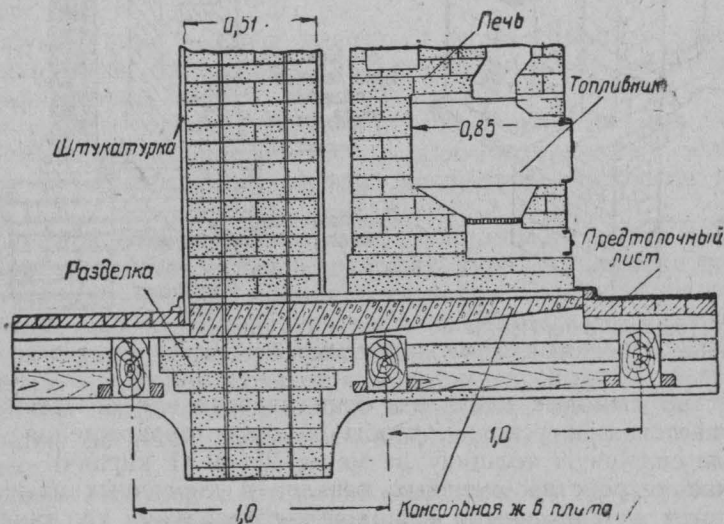 0,51
Печь
Топливник
0,85
Штукатурка
Предтопочный
лист
Разделка
1,0
1,0
Консольная ж б плита